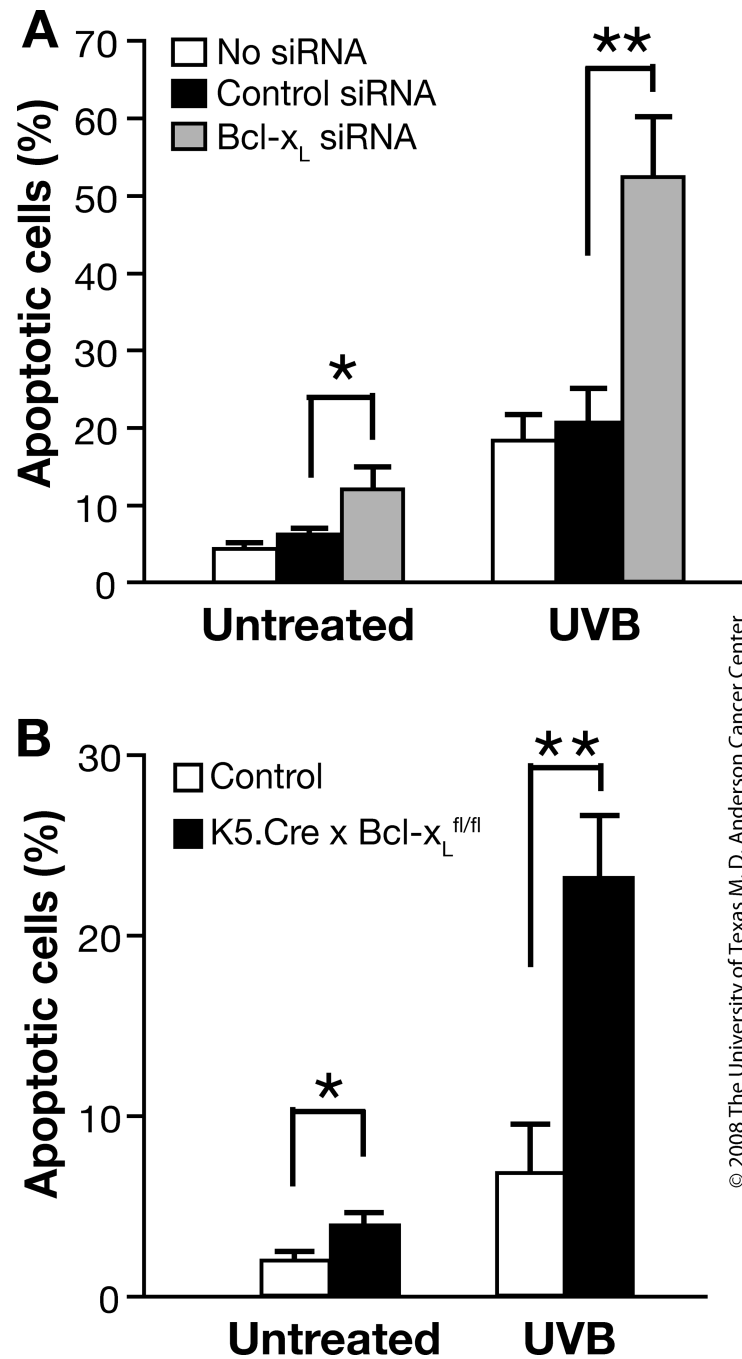 A
70
60
50
40
30
20
10
0
Apoptotic cells (%)
No siRNA
Control siRNA
Bcl-xL siRNA
*
**
Untreated UVB
B
30
20
10
0
Apoptotic cells (%)
Control
K5.Cre x Bcl-xL fl/fl
*
**
Untreated UVB
© 2008 The University of Texas M. D. Anderson Cancer Center